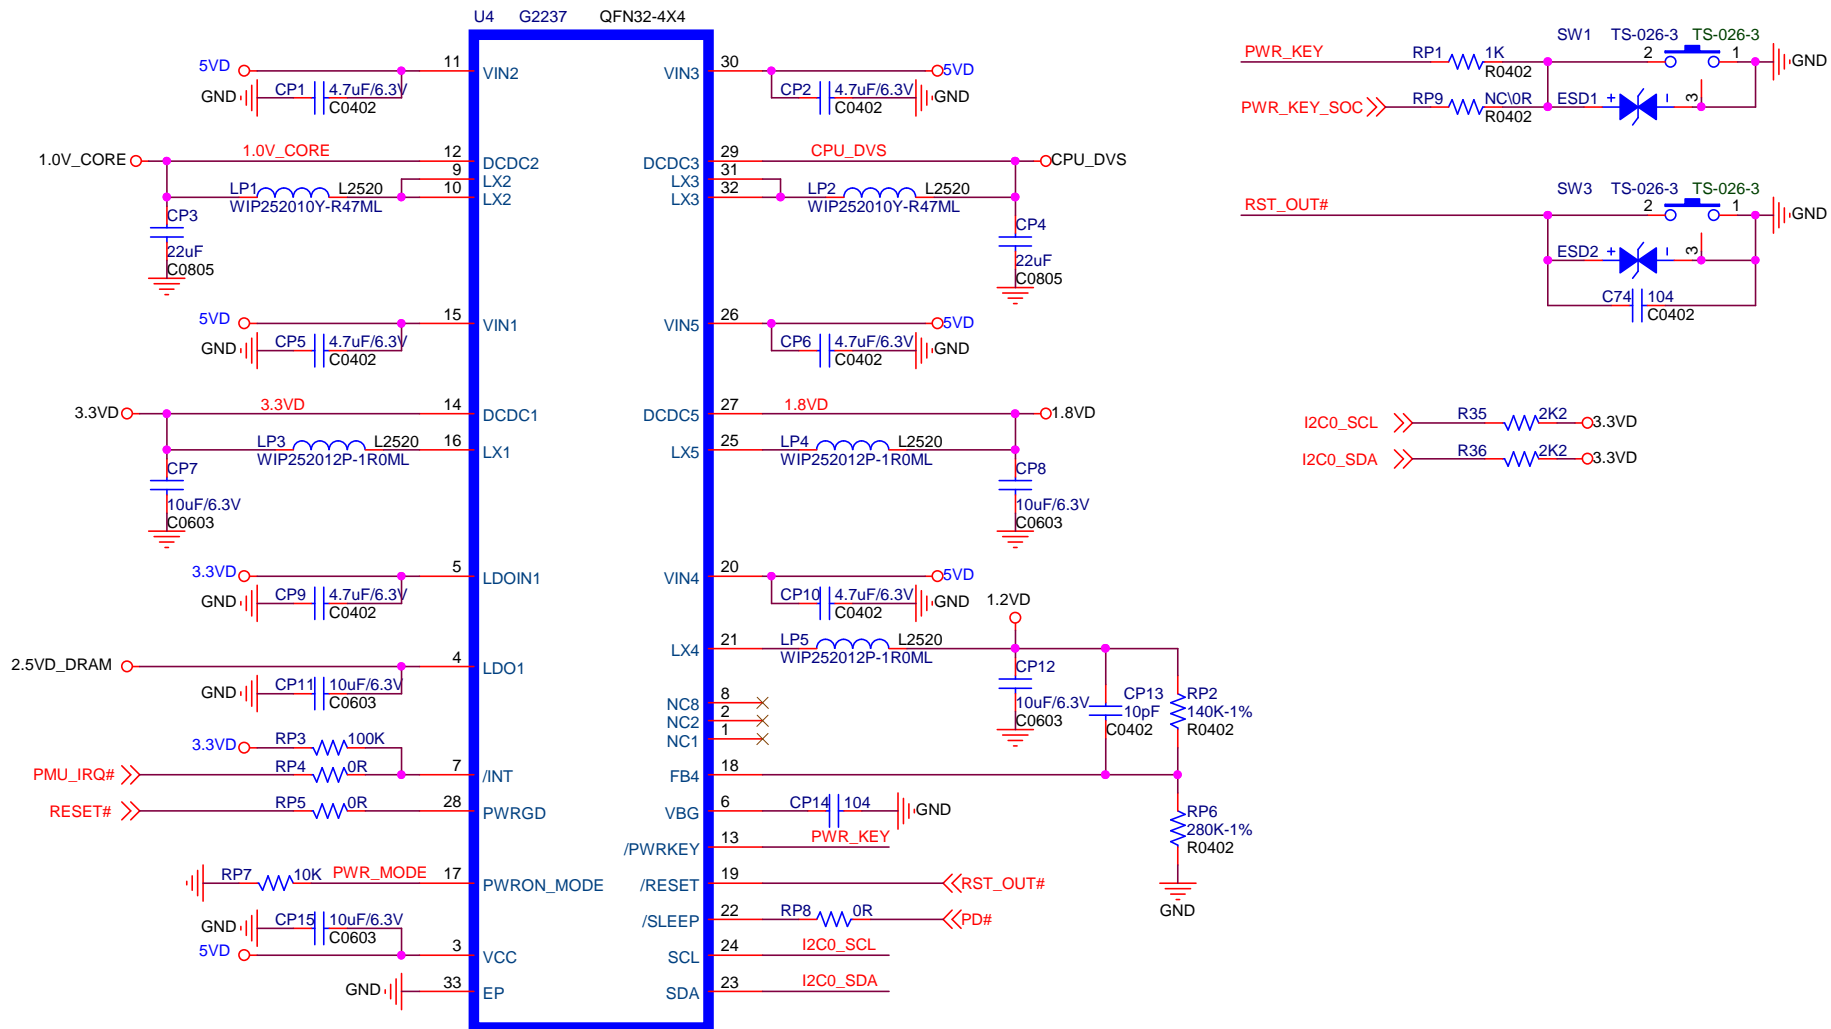 U4 G2237 QFN32-4X4
5VD 11 VIN2 VIN3 30 5VD
GND CP1 4.7uF/6.3V C0402
CP2 4.7uF/6.3V C0402 GND
1.0V_CORE 1.0V_CORE 12 DCDC2
9 LX2
10 LX2
LP1 L2520
WIP252010Y-R47ML
CP3
22uF
C0805
DCDC3 29 CPU_DVS CPU_DVS
LX3 31
LX3 32
LP2 L2520
WIP252010Y-R47ML
CP4
22uF
C0805
5VD 15 VIN1 VIN5 26 5VD
GND CP5 4.7uF/6.3V C0402
CP6 4.7uF/6.3V C0402 GND
3.3VD 3.3VD 14 DCDC1
LP3 L2520 16 LX1
WIP252012P-1R0ML
CP7
10uF/6.3V
C0603
DCDC5 27 1.8VD 1.8VD
LX5 25 LP4 L2520
WIP252012P-1R0ML
CP8
10uF/6.3V
C0603
3.3VD 5 LDOIN1
GND CP9 4.7uF/6.3V
C0402
2.5VD_DRAM 4 LDO1
GND CP11 10uF/6.3V
C0603
VIN4 20 5VD
CP10 4.7uF/6.3V GND
C0402
1.2VD
LX4 21 LP5 L2520
WIP252012P-1R0ML
CP12
10uF/6.3V
C0603
CP13
10pF
C0402
RP2
140K-1%
R0402
NC8 8
NC2 2
NC1 1
3.3VD RP3 100K
PMU_IRQ# RP4 0R 7 /INT
RESET# RP5 0R 28 PWRGD
FB4 18
VBG 6 CP14 104 GND
/PWRKEY 13 PWR_KEY
RP6
280K-1%
R0402
GND
RP7 10K PWR_MODE 17 PWRON_MODE
/RESET 19 RST_OUT#
/SLEEP 22 RP8 0R PD#
GND CP15 10uF/6.3V
C0603
5VD 3 VCC
SCL 24 I2C0_SCL
GND 33 EP
SDA 23 I2C0_SDA
SW1 TS-026-3 TS-026-3
PWR_KEY RP1 1K 2 1 GND
R0402
PWR_KEY_SOC RP9 NC\0R ESD1 + - 3
R0402
SW3 TS-026-3 TS-026-3
RST_OUT# 2 1 GND
ESD2 + - 3
C74 104
C0402
I2C0_SCL R35 2K2 3.3VD
I2C0_SDA R36 2K2 3.3VD